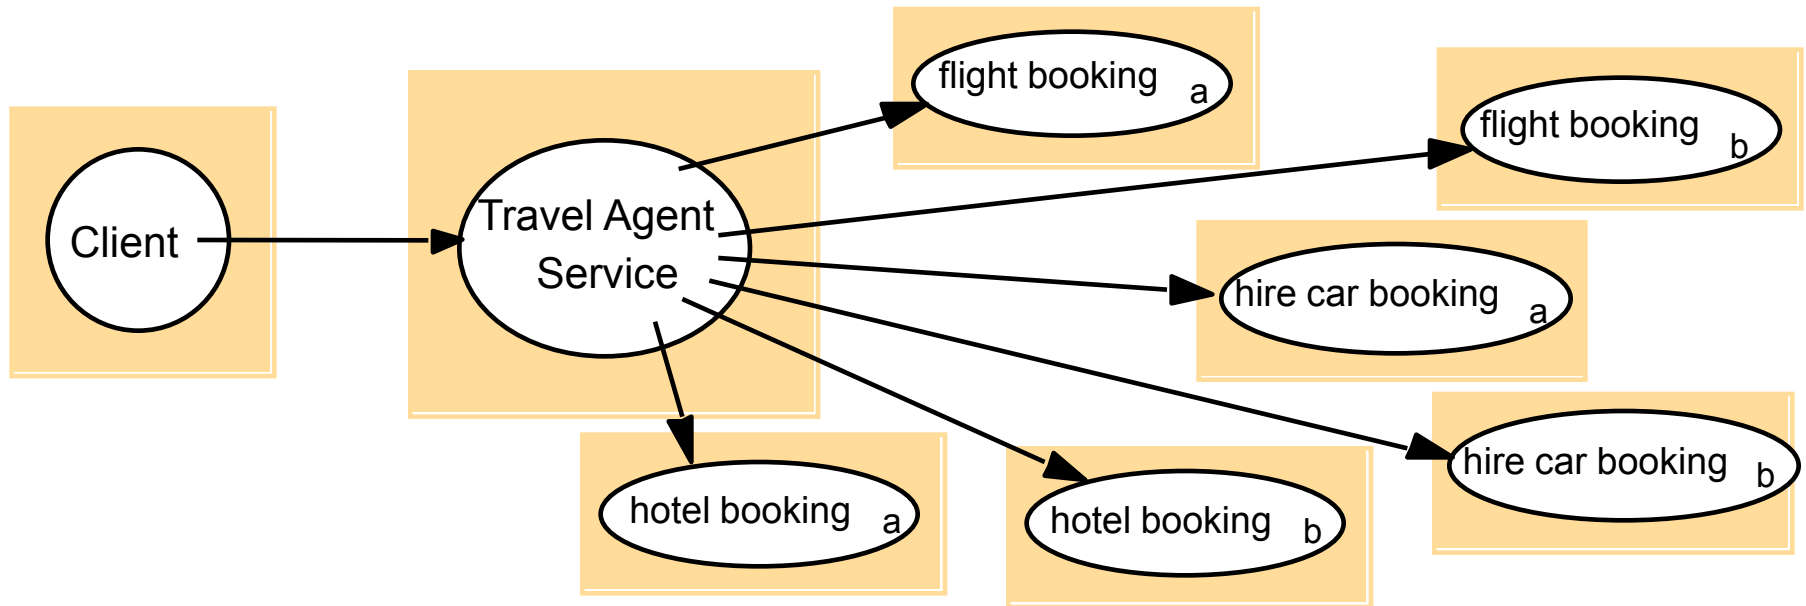 Client
Travel Agent
Service
flight booking a
flight booking b
hire car booking a
hire car booking b
hotel booking a
hotel booking b